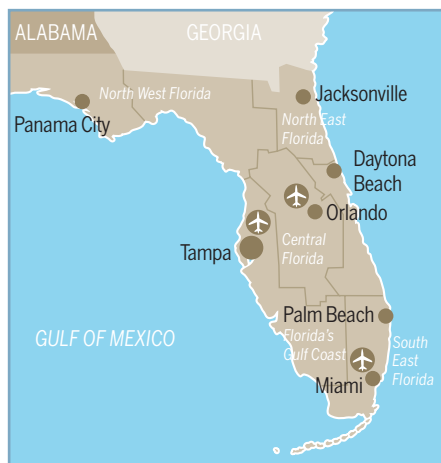 ALABAMA
GEORGIA
North West Florida
Jacksonville
Panama City
North East
Florida
Daytona
Beach
Orlando
Tampa
Central
Florida
GULF OF MEXICO
Palm Beach
Florida's
Gulf Coast
South
East
Florida
Miami